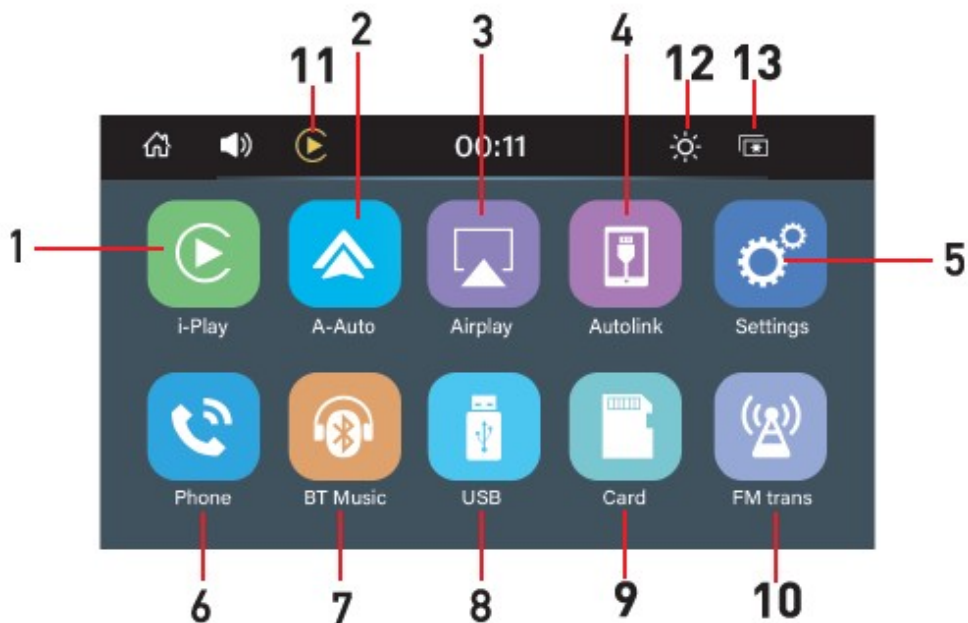 2 3 4
11 12 13
00:11
1 5
i-Play A-Auto Airplay Autolink Settings
Phone BT Music USB Card FM trans
6 7 8 9 10